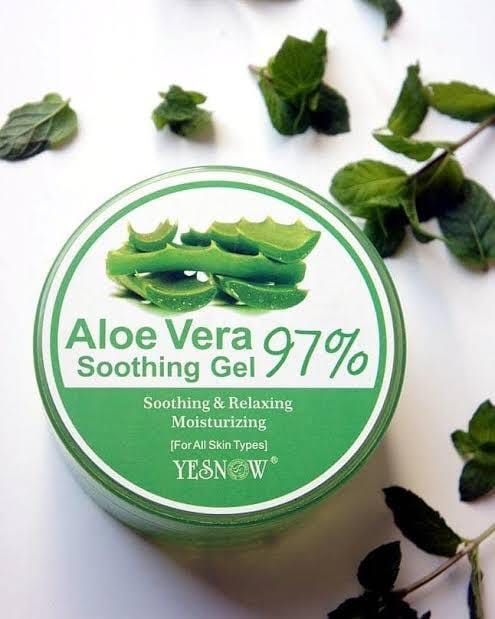 Aloe Vera
Soothing Gel 97%
Soothing & Relaxing
Moisturizing
[For All Skin Types]
YESNOW®